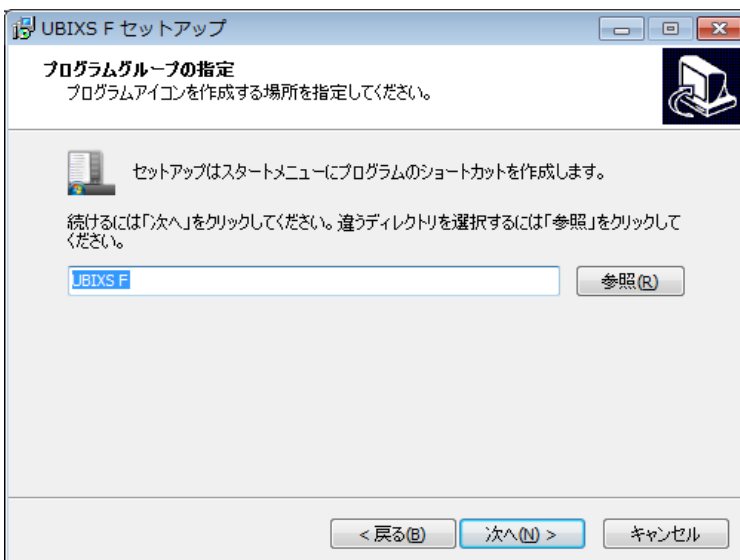 UBIXS F セットアップ
プログラムグループの指定
プログラムアイコンを作成する場所を指定してください。
セットアップはスタートメニューにプログラムのショートカットを作成します。
続けるには「次へ」をクリックしてください。違うディレクトリを選択するには「参照」をクリックして
ください。
UBIXS F
参照(R)
< 戻る(B)
次へ(N) >
キャンセル